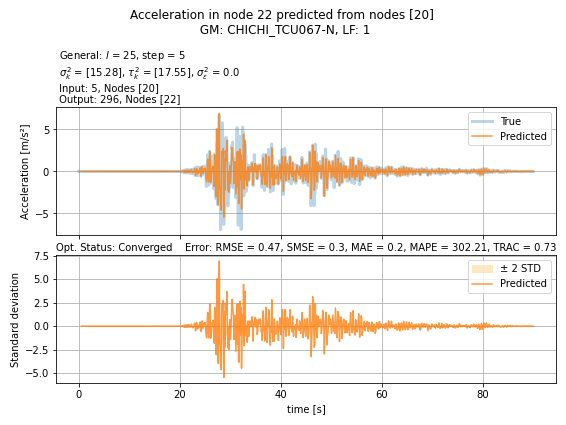 Acceleration in node 22 predicted from nodes [20]
GM: CHICHI_TCU067-N, LF: 1
General: l = 25, step = 5
σ²_k = [15.28], τ²_k = [17.55], σ²_ε = 0.0
Input: 5, Nodes [20]
Output: 296, Nodes [22]
Acceleration [m/s²]
5
0
−5
True
Predicted
Opt. Status: Converged
Error: RMSE = 0.47, SMSE = 0.3, MAE = 0.2, MAPE = 302.21, TRAC = 0.73
Standard deviation
7.5
5.0
2.5
0.0
−2.5
−5.0
± 2 STD
Predicted
0 20 40 60 80
time [s]